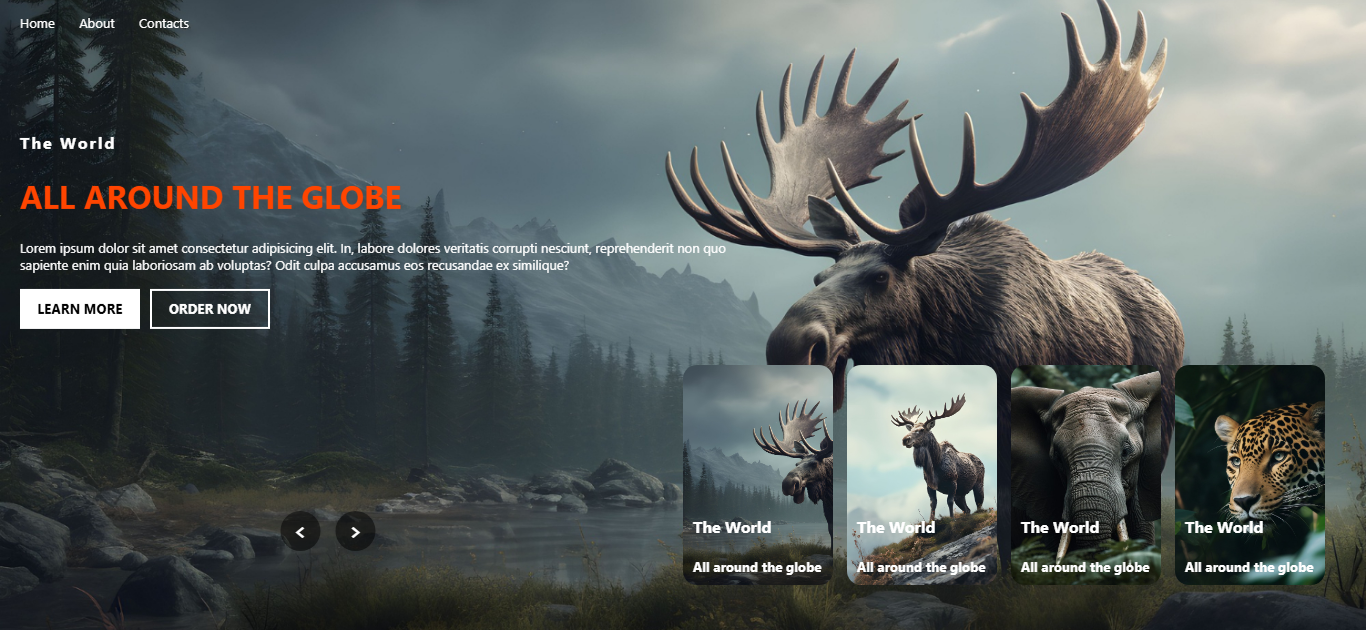 Home About Contacts
The World
ALL AROUND THE GLOBE
Lorem ipsum dolor sit amet consectetur adipisicing elit. In, labore dolores veritatis corrupti nesciunt, reprehenderit non quo
sapiente enim quia laboriosam ab voluptas? Odit culpa accusamus eos recusandae ex similique?
LEARN MORE ORDER NOW
The World
All around the globe
The World
All around the globe
The World
All around the globe
The World
All around the globe